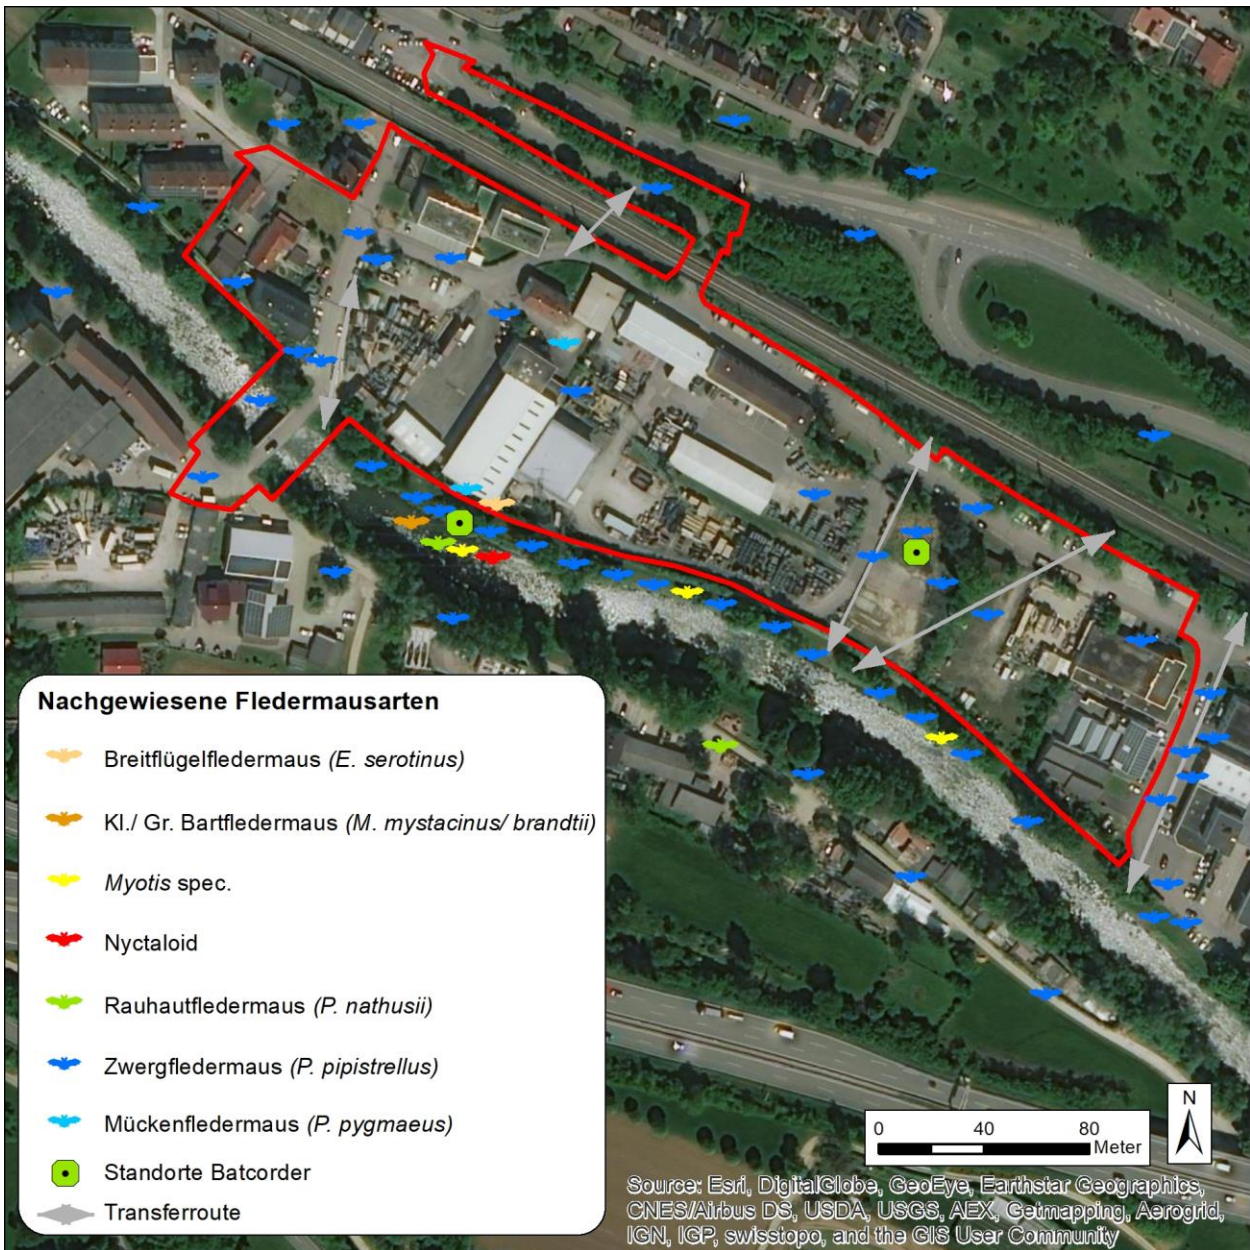 Nachgewiesene Fledermausarten
Breitflügelfledermaus (E. serotinus)
Kl./ Gr. Bartfledermaus (M. mystacinus/ brandtii)
Myotis spec.
Nyctaloid
Rauhautfledermaus (P. nathusii)
Zwergfledermaus (P. pipistrellus)
Mückenfledermaus (P. pygmaeus)
Standorte Batcorder
Transferroute
N
0 40 80
Meter
Source: Esri, DigitalGlobe, GeoEye, Earthstar Geographics,
CNES/Airbus DS, USDA, USGS, AEX, Getmapping, Aerogrid,
IGN, IGP, swisstopo, and the GIS User Community